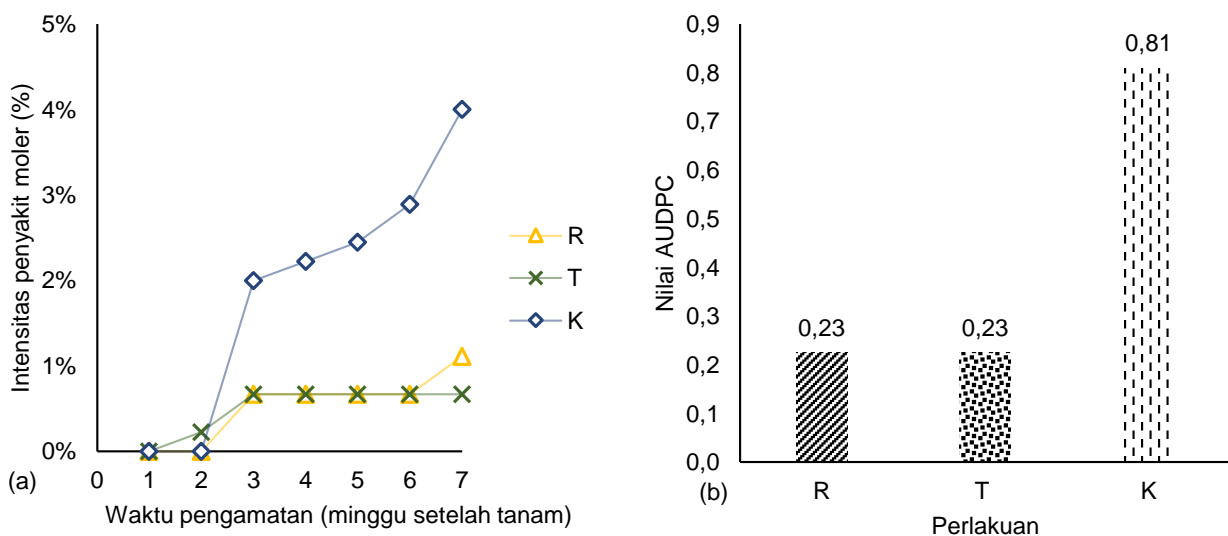 5%
4%
3%
2%
1%
0%
0 1 2 3 4 5 6 7
Intensitas penyakit moler (%)
Waktu pengamatan (minggu setelah tanam)
R
T
K
(a)
0,9
0,8
0,7
0,6
0,5
0,4
0,3
0,2
0,1
0,0
Nilai AUDPC
0,23
0,23
0,81
R T K
Perlakuan
(b)